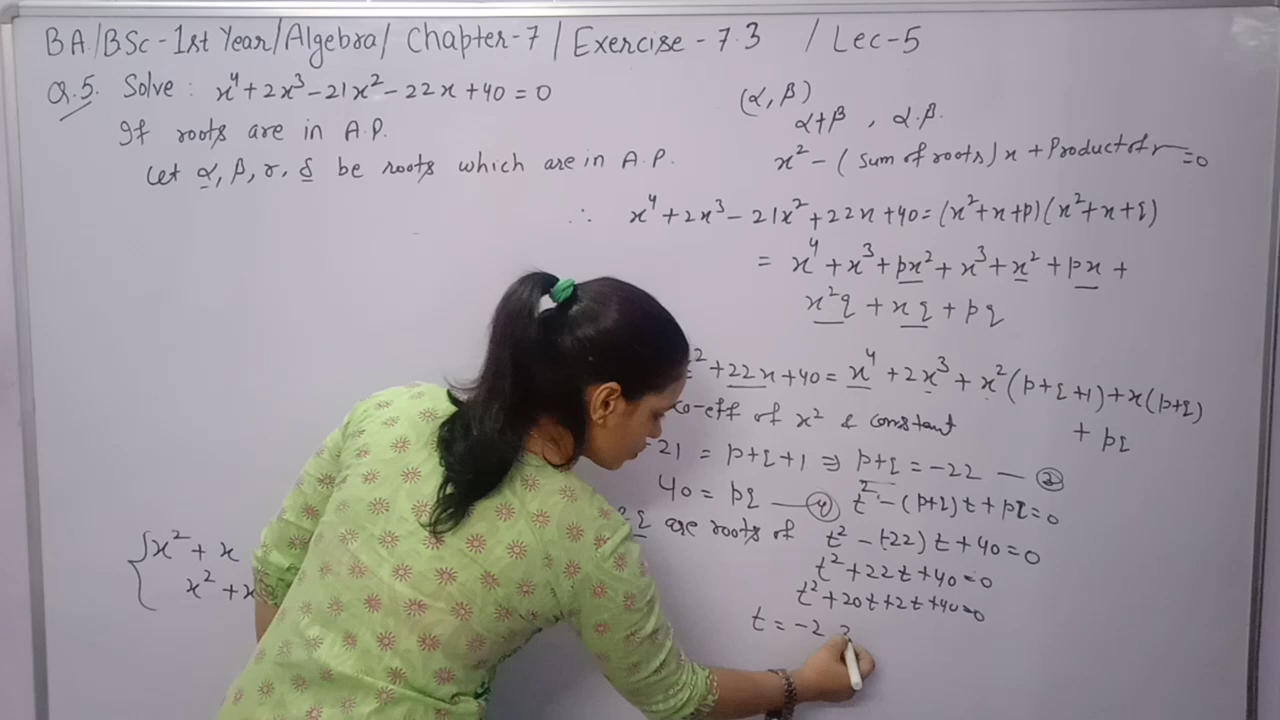 BA/BSc-1st Year/Algebra/ Chapter-7/Exercise-7.3 /Lec-5
Q.5. Solve : x⁴+2x³-21x²-22x+40=0
If roots are in A.P.
Let α, β, r, δ be roots which are in A.P.
(α, β)
α+β , α.β.
x²-(sum of roots)x+Product of r =0
∴ x⁴+2x³-21x²+22x+40=(x²+x+p)(x²+x+q)
= x⁴+x³+px²+x³+x²+px+
x²q+xq+pq
²+22x+40=x⁴+2x³+x²(p+q+1)+x(p+q)
+ pq
co-eff of x² & constant
-21 = p+q+1 ⇒ p+q=-22 — ②
40=pq — ④ t²-(p+q)t+pq=0
q are roots of t²-(-22)t+40=0
t²+22t+40=0
t²+20t+2t+40=0
t=-2
{x²+x
x²+x